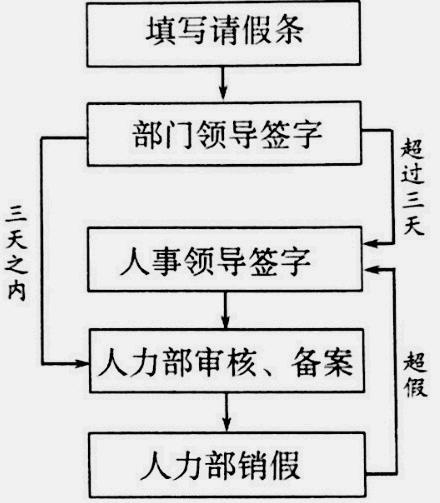 填写请假条
部门领导签字
超过三天
三天之内
人事领导签字
人力部审核、备案
超假
人力部销假